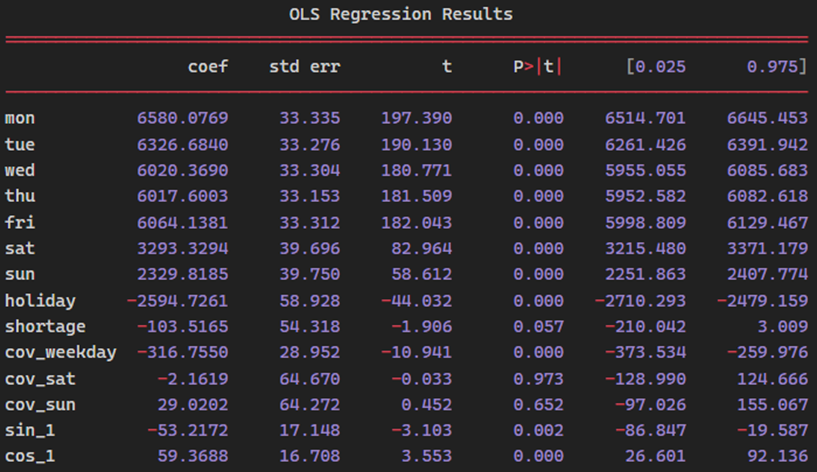 OLS Regression Results
coef std err t P>|t| [0.025 0.975]
mon 6580.0769 33.335 197.390 0.000 6514.701 6645.453
tue 6326.6840 33.276 190.130 0.000 6261.426 6391.942
wed 6020.3690 33.304 180.771 0.000 5955.055 6085.683
thu 6017.6003 33.153 181.509 0.000 5952.582 6082.618
fri 6064.1381 33.312 182.043 0.000 5998.809 6129.467
sat 3293.3294 39.696 82.964 0.000 3215.480 3371.179
sun 2329.8185 39.750 58.612 0.000 2251.863 2407.774
holiday -2594.7261 58.928 -44.032 0.000 -2710.293 -2479.159
shortage -103.5165 54.318 -1.906 0.057 -210.042 3.009
cov_weekday -316.7550 28.952 -10.941 0.000 -373.534 -259.976
cov_sat -2.1619 64.670 -0.033 0.973 -128.990 124.666
cov_sun 29.0202 64.272 0.452 0.652 -97.026 155.067
sin_1 -53.2172 17.148 -3.103 0.002 -86.847 -19.587
cos_1 59.3688 16.708 3.553 0.000 26.601 92.136